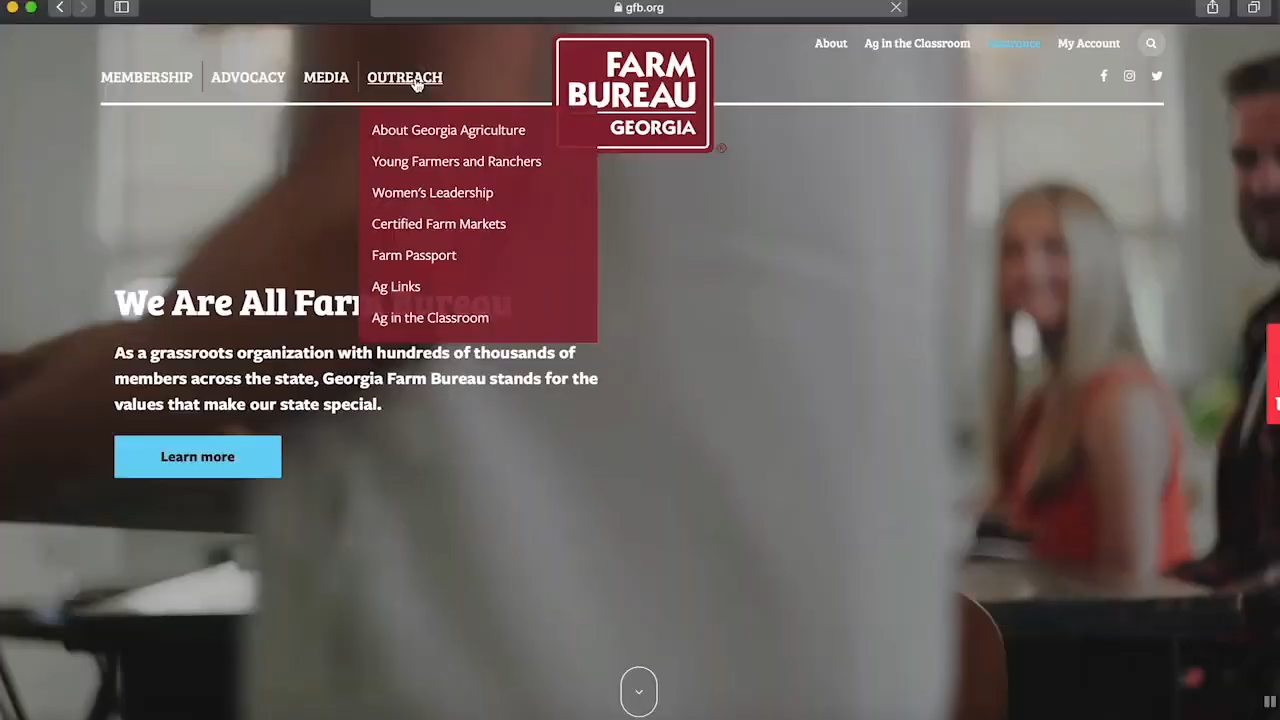 gfb.org
About
Ag in the Classroom
Insurance
My Account
MEMBERSHIP
ADVOCACY
MEDIA
OUTREACH
FARM
BUREAU
GEORGIA
®
About Georgia Agriculture
Young Farmers and Ranchers
Women's Leadership
Certified Farm Markets
Farm Passport
Ag Links
Ag in the Classroom
We Are All Farm Bureau
As a grassroots organization with hundreds of thousands of
members across the state, Georgia Farm Bureau stands for the
values that make our state special.
Learn more